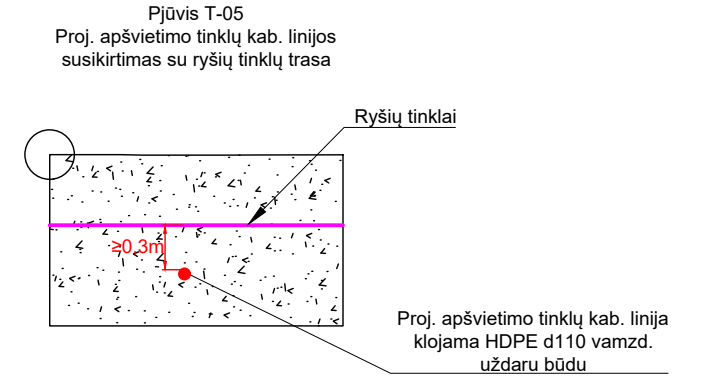 Pjūvis T-05
Proj. apšvietimo tinklų kab. linijos
susikirtimas su ryšių tinklų trasa
Ryšių tinklai
≥0.3m
Proj. apšvietimo tinklų kab. linija
klojama HDPE d110 vamzd.
uždaru būdu